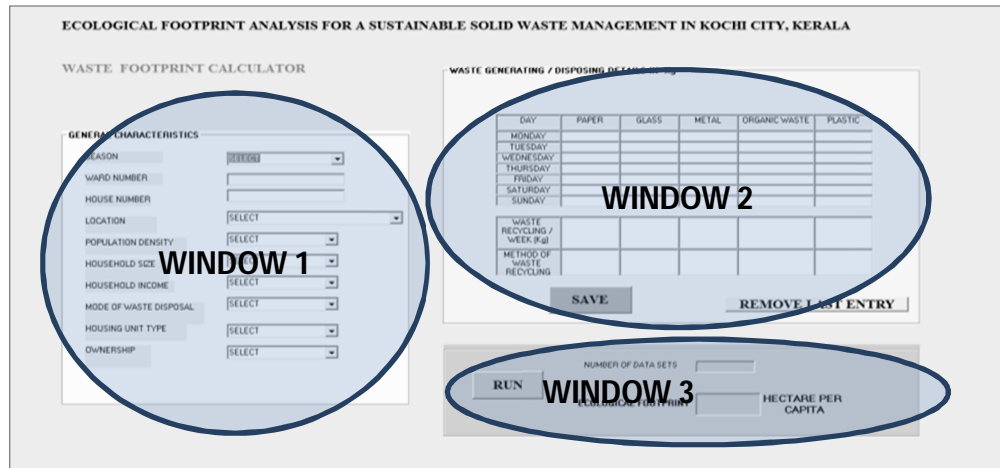 ECOLOGICAL FOOTPRINT ANALYSIS FOR A SUSTAINABLE SOLID WASTE MANAGEMENT IN KOCHI CITY, KERALA
WASTE FOOTPRINT CALCULATOR
GENERAL CHARACTERISTICS
SEASON SELECT
WARD NUMBER
HOUSE NUMBER
LOCATION SELECT
POPULATION DENSITY SELECT
HOUSEHOLD SIZE
WINDOW 1
HOUSEHOLD INCOME SELECT
MODE OF WASTE DISPOSAL SELECT
HOUSING UNIT TYPE SELECT
OWNERSHIP SELECT
WASTE GENERATING / DISPOSING DETAILS
DAY PAPER GLASS METAL ORGANIC WASTE PLASTIC
MONDAY
TUESDAY
WEDNESDAY
THURSDAY
FRIDAY
SATURDAY
SUNDAY
WINDOW 2
WASTE
RECYCLING /
WEEK (Kg)
METHOD OF
WASTE
RECYCLING
SAVE REMOVE LAST ENTRY
NUMBER OF DATA SETS
RUN
WINDOW 3
ECOLOGICAL FOOTPRINT HECTARE PER
CAPITA